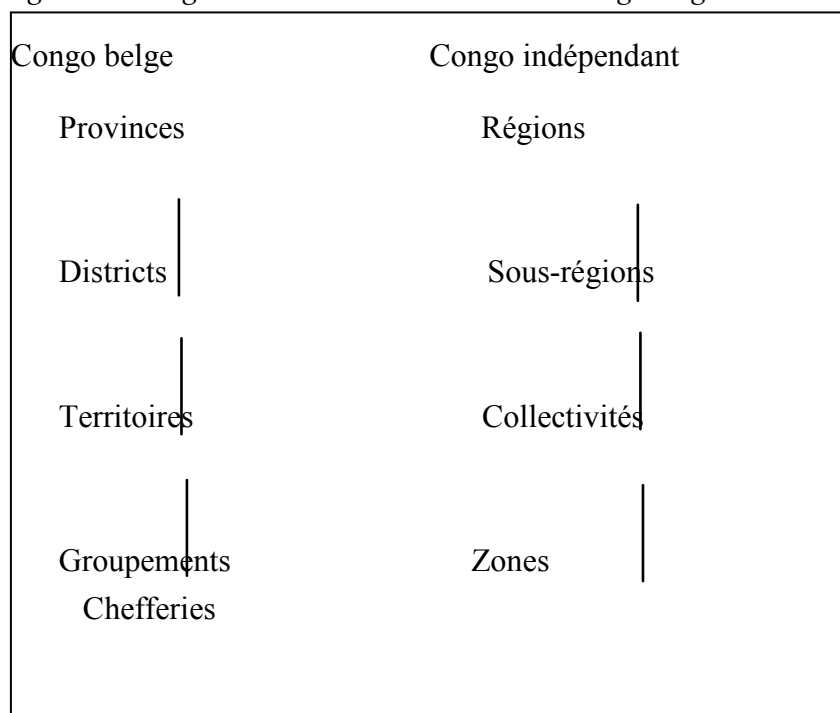 Congo belge Congo indépendant
Provinces Régions
Districts Sous-régions
Territoires Collectivités
Groupements Zones
Chefferies